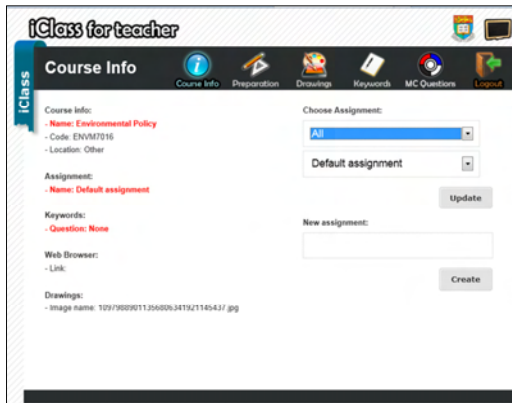 iClass for teacher
iClass
Course Info
Course Info
Preparation
Drawings
Keywords
MC Questions
Logout
Course info:
- Name: Environmental Policy
- Code: ENVM7016
- Location: Other
Assignment:
- Name: Default assignment
Keywords:
- Question: None
Web Browser:
- Link:
Drawings:
- Image name: 10979889011356806341921145437.jpg
Choose Assignment:
All
Default assignment
Update
New assignment:
Create